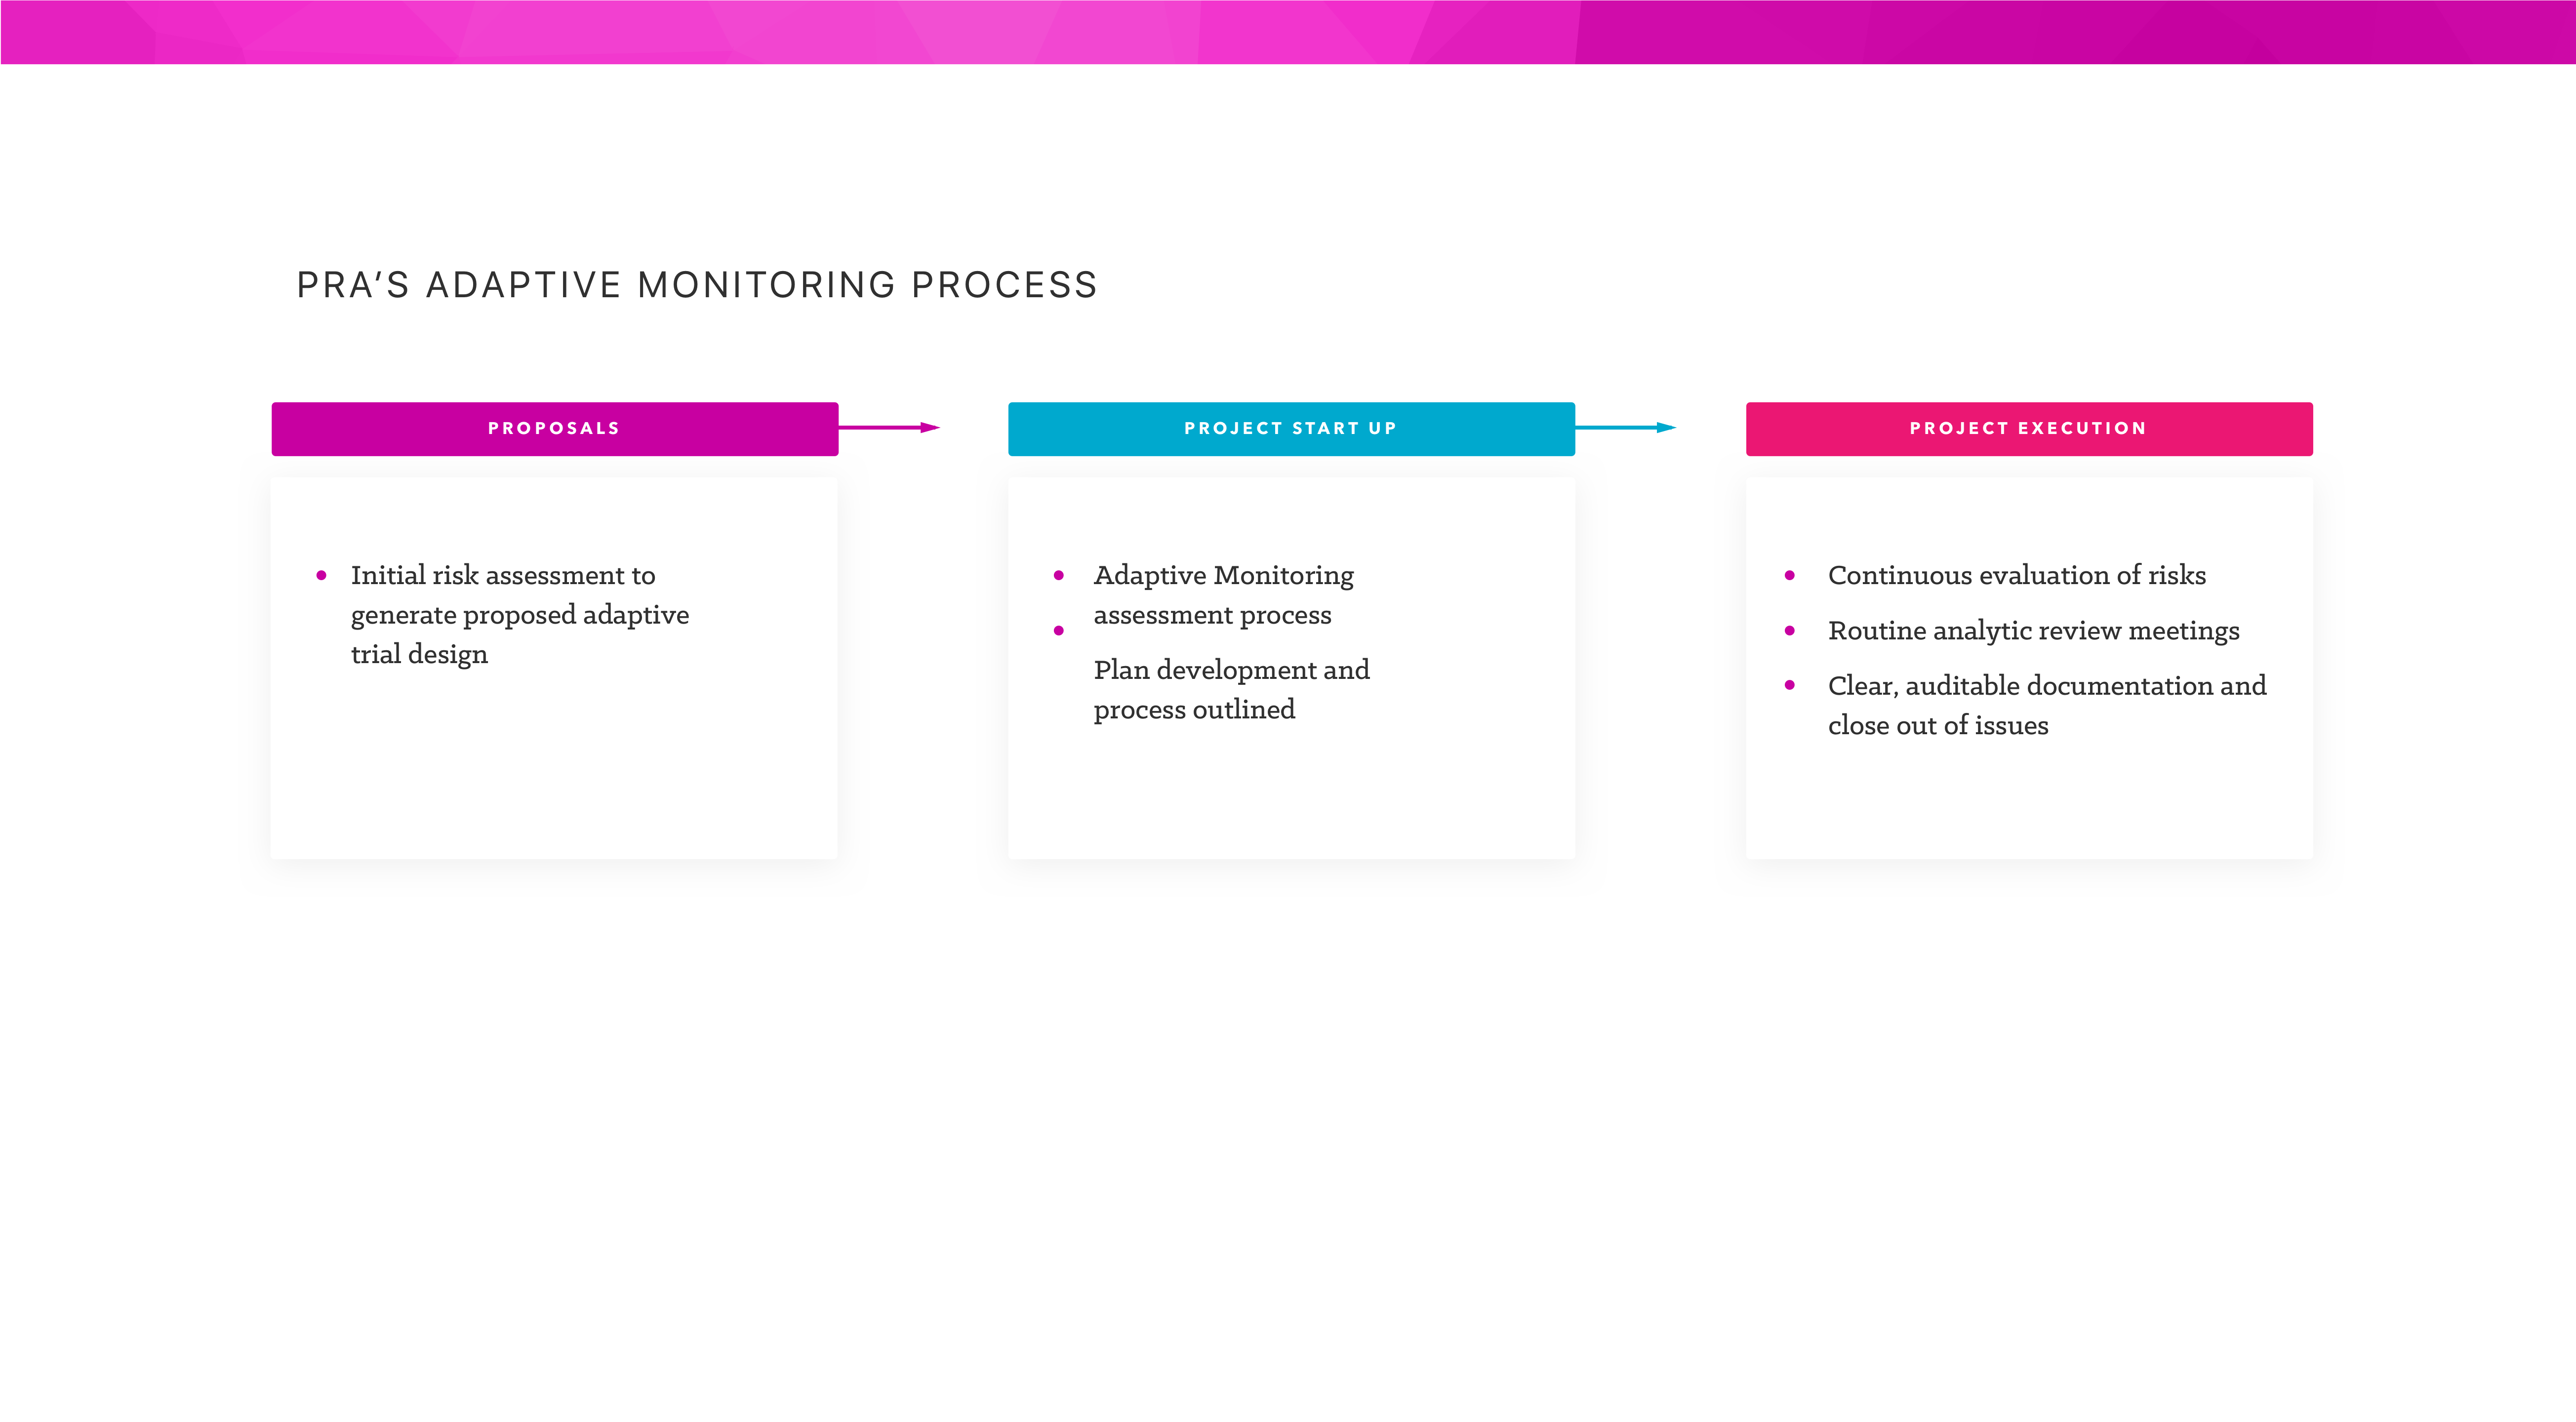 PRA‘S ADAPTIVE MONITORING PROCESS
PROPOSALS
• Initial risk assessment to
generate proposed adaptive
trial design
PROJECT START UP
• Adaptive Monitoring
assessment process
• Plan development and
process outlined
PROJECT EXECUTION
• Continuous evaluation of risks
• Routine analytic review meetings
• Clear, auditable documentation and
close out of issues